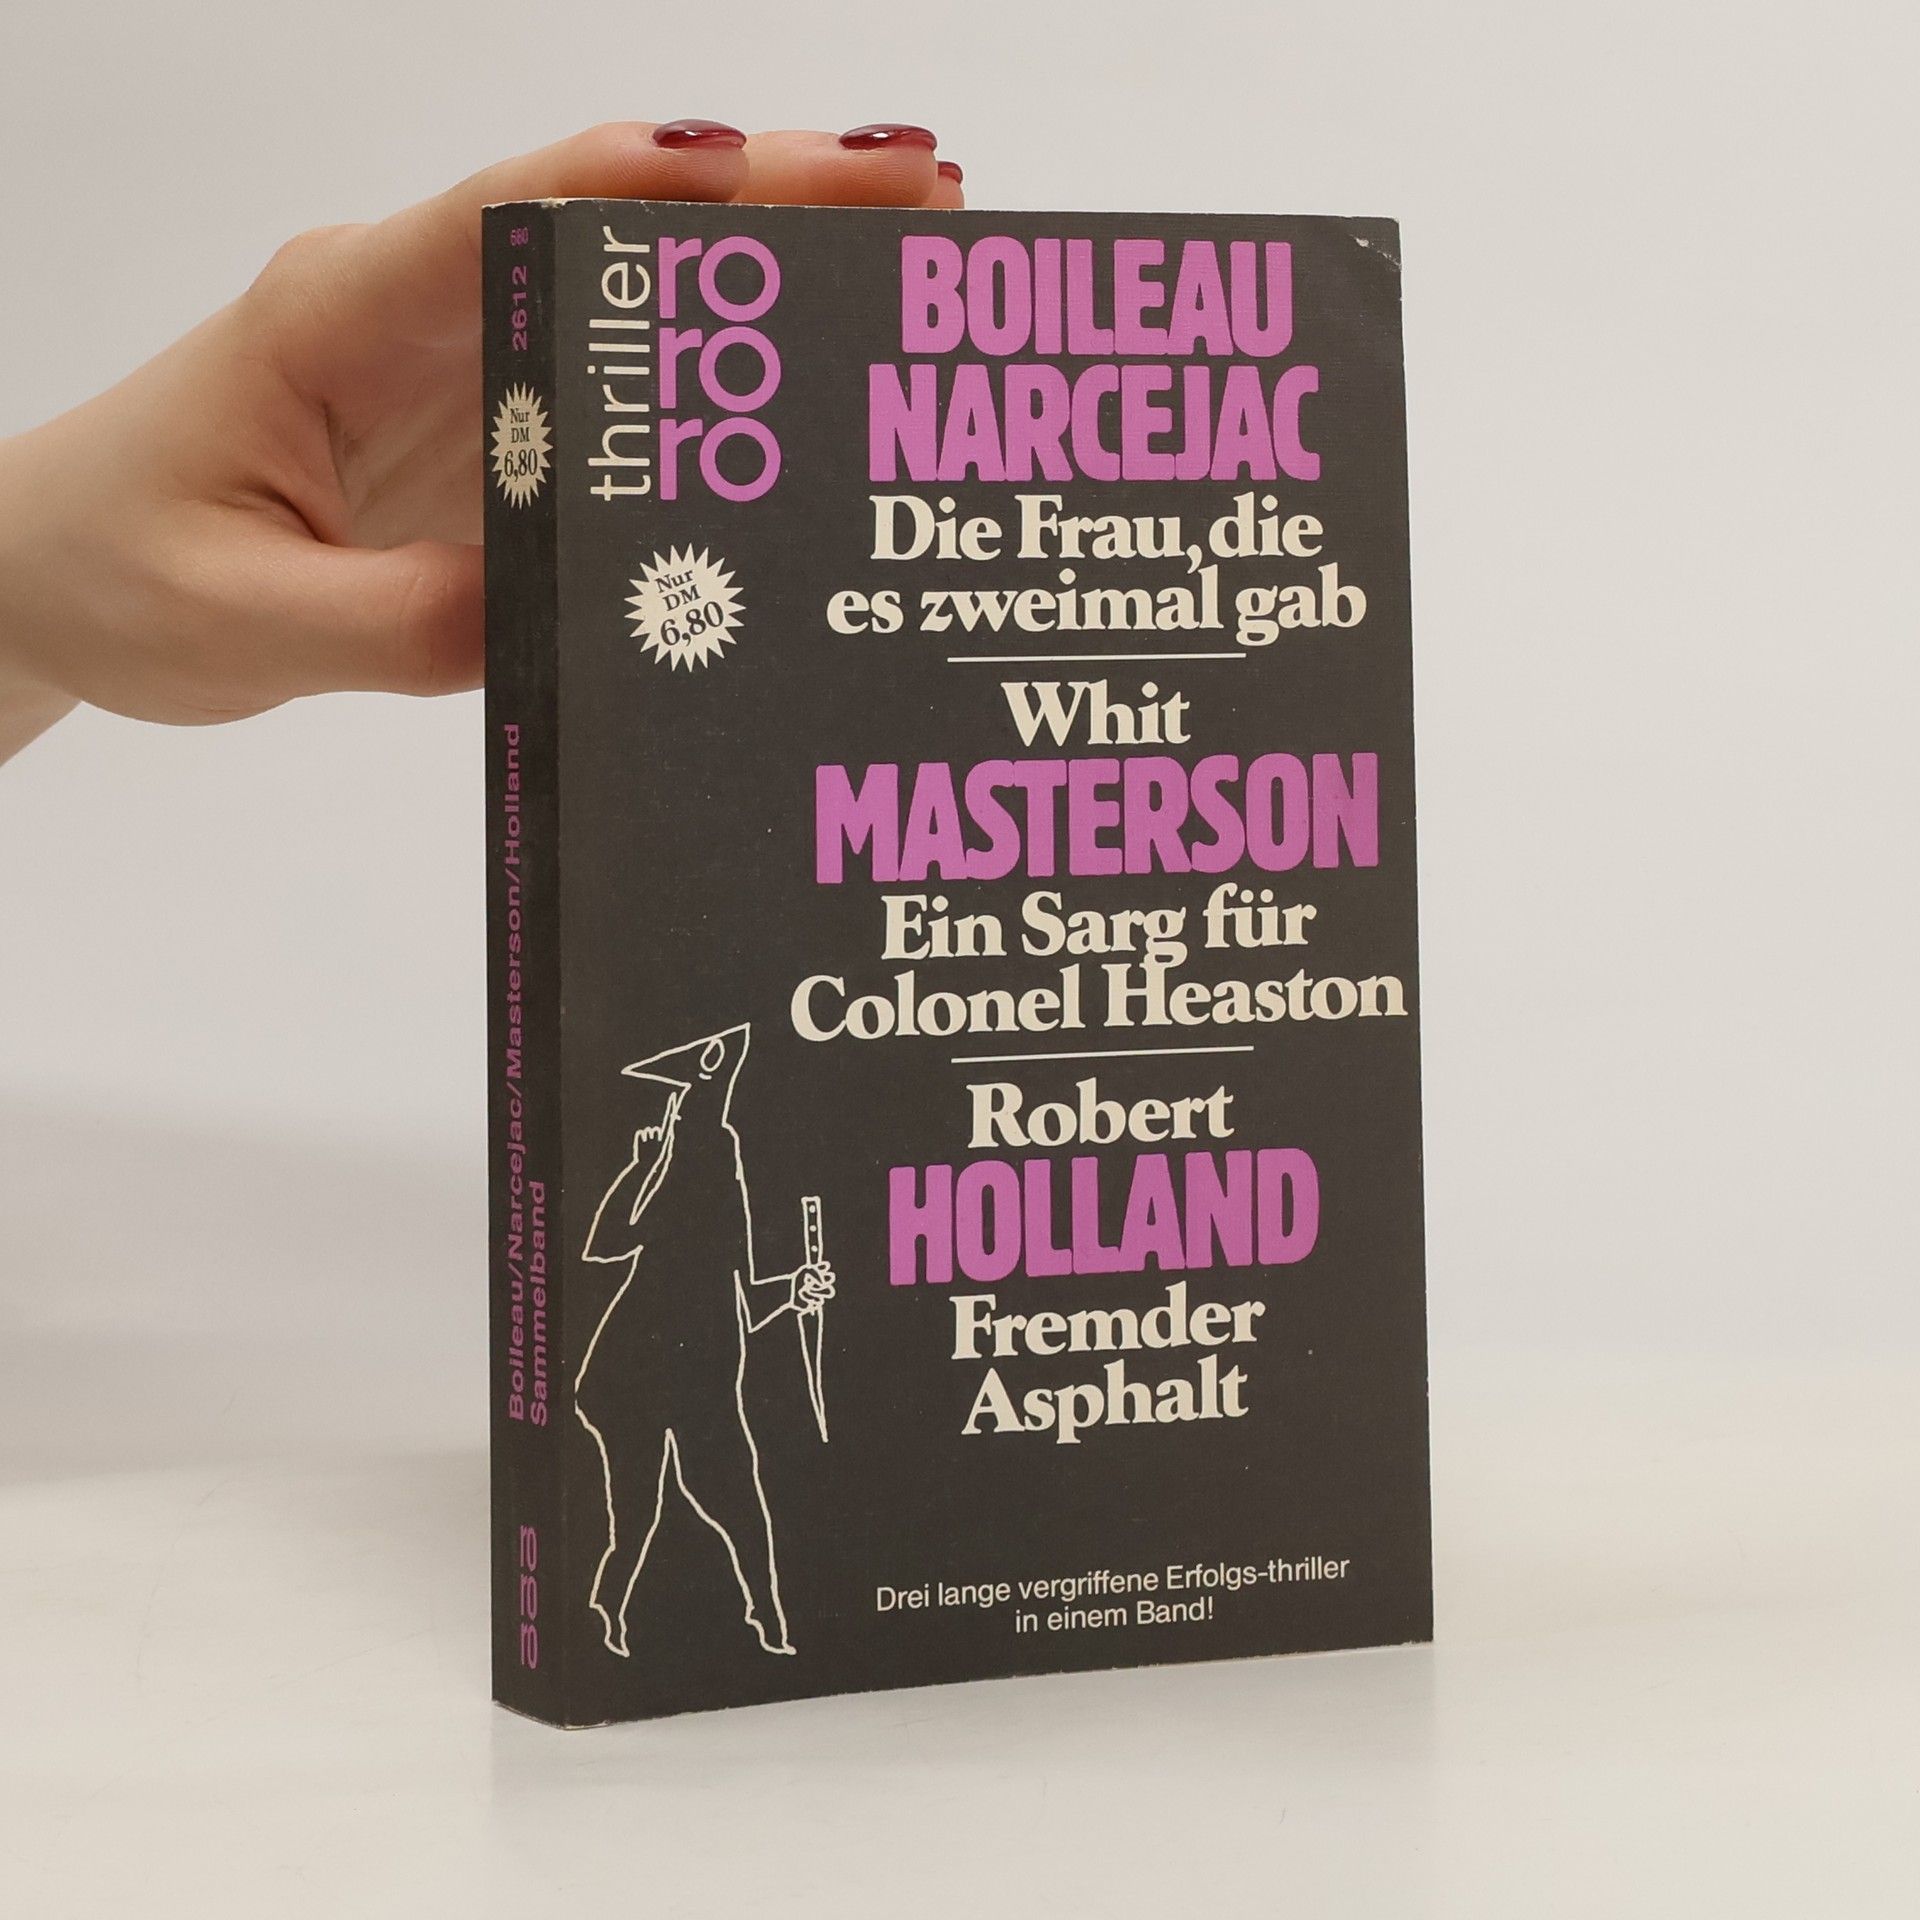 680
2612
Nur
DM
6,80
Boileau/Narcejac/Masterson/Holland
Sammelband
rororo
thriller
ro
ro
ro
Nur
DM
6,80
BOILEAU
NARCEJAC
Die Frau, die
es zweimal gab
Whit
MASTERSON
Ein Sarg für
Colonel Heaston
Robert
HOLLAND
Fremder
Asphalt
Drei lange vergriffene Erfolgs-thriller
in einem Band!